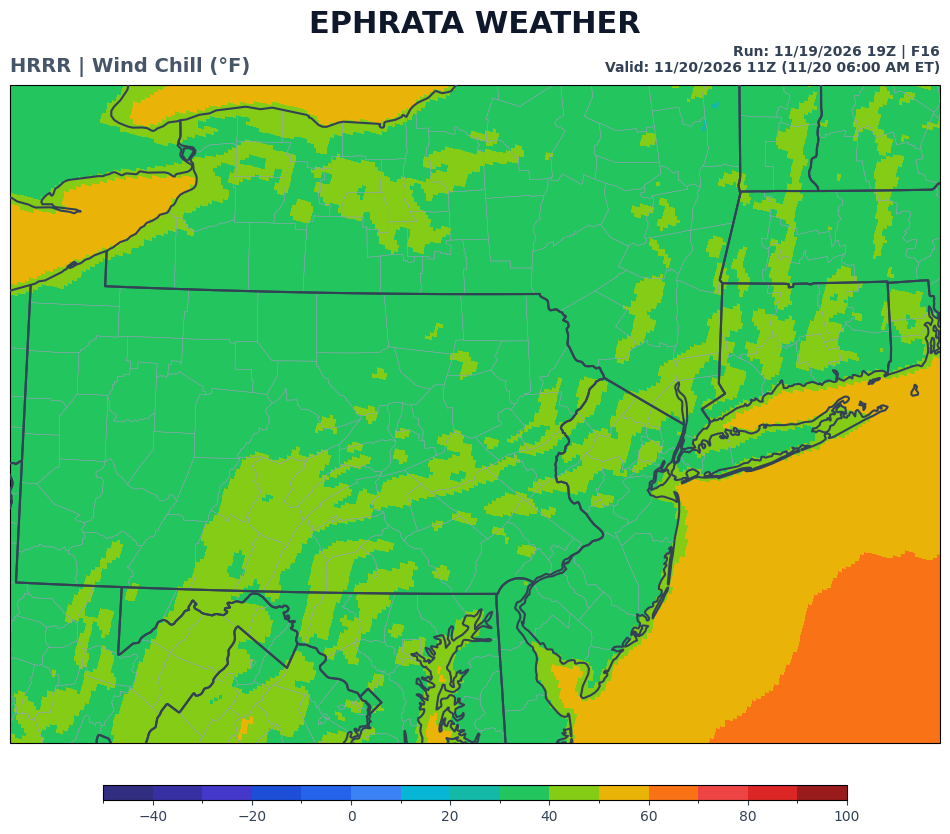 EPHRATA WEATHER
HRRR | Wind Chill (°F)
Run: 11/19/2026 19Z | F16
Valid: 11/20/2026 11Z (11/20 06:00 AM ET)
−40 −20 0 20 40 60 80 100